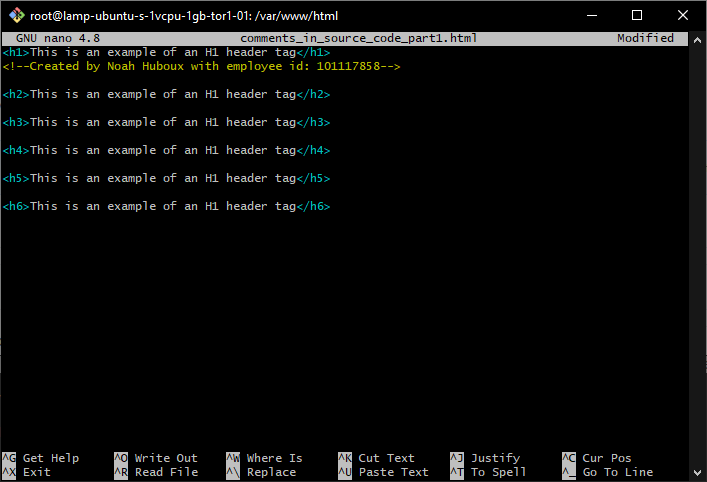 root@lamp-ubuntu-s-1vcpu-1gb-tor1-01: /var/www/html
GNU nano 4.8 comments_in_source_code_part1.html Modified
<h1>This is an example of an H1 header tag</h1>
<!--Created by Noah Huboux with employee id: 101117858-->
<h2>This is an example of an H1 header tag</h2>
<h3>This is an example of an H1 header tag</h3>
<h4>This is an example of an H1 header tag</h4>
<h5>This is an example of an H1 header tag</h5>
<h6>This is an example of an H1 header tag</h6>
^G Get Help ^O Write Out ^W Where Is ^K Cut Text ^J Justify ^C Cur Pos
^X Exit ^R Read File ^\ Replace ^U Paste Text ^T To Spell ^_ Go To Line